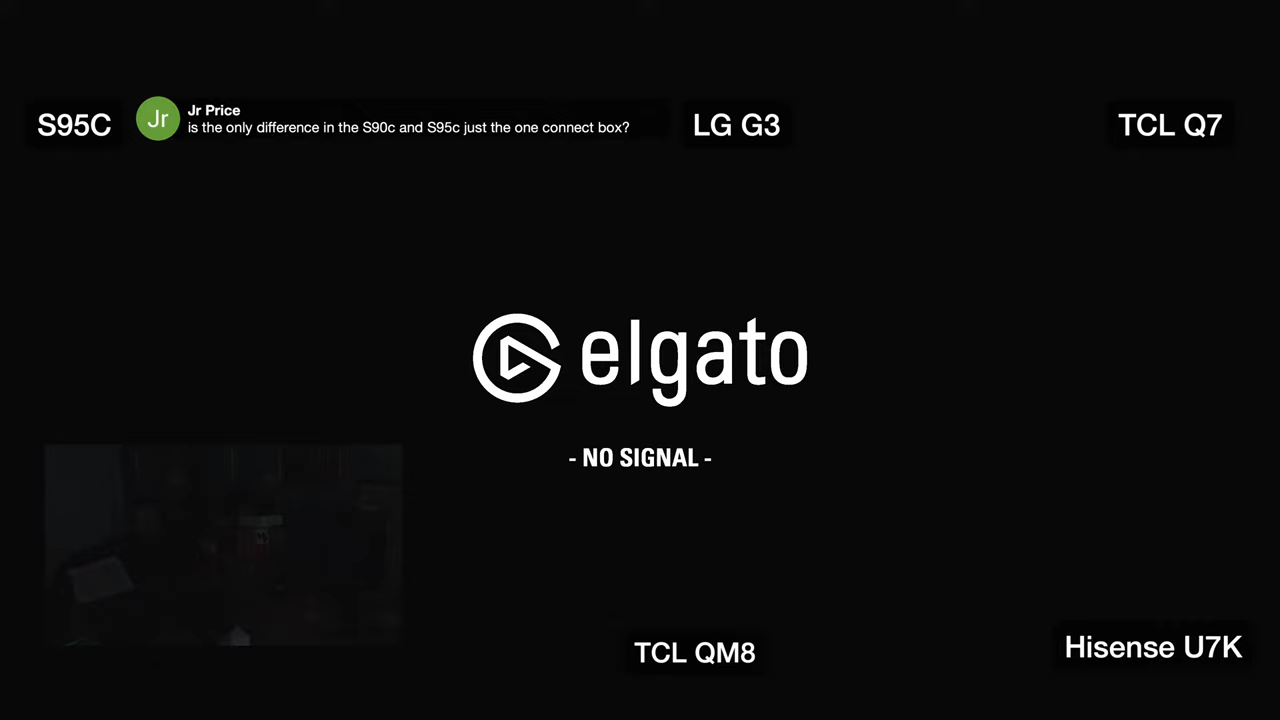 Jr Price
S95C
Jr
is the only difference in the S90c and S95c just the one connect box?
LG G3
TCL Q7
elgato
- NO SIGNAL -
TCL QM8
Hisense U7K